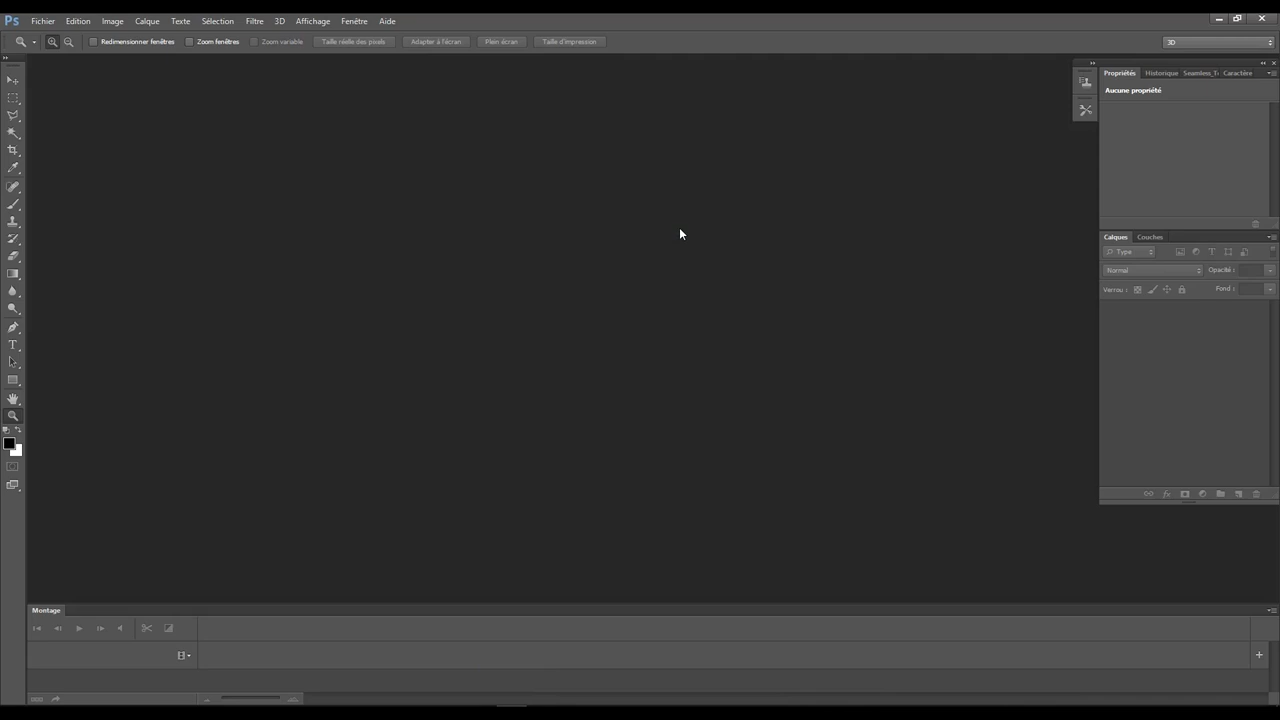 Ps Fichier Edition Image Calque Texte Sélection Filtre 3D Affichage Fenêtre Aide
Redimensionner fenêtres Zoom fenêtres Zoom variable Taille réelle des pixels Adapter à l'écran Plein écran Taille d'impression 3D
Propriétés Historique Seamless_T Caractère
Aucune propriété
Calques Couches
Type
Normal Opacité :
Verrou : Fond :
Montage